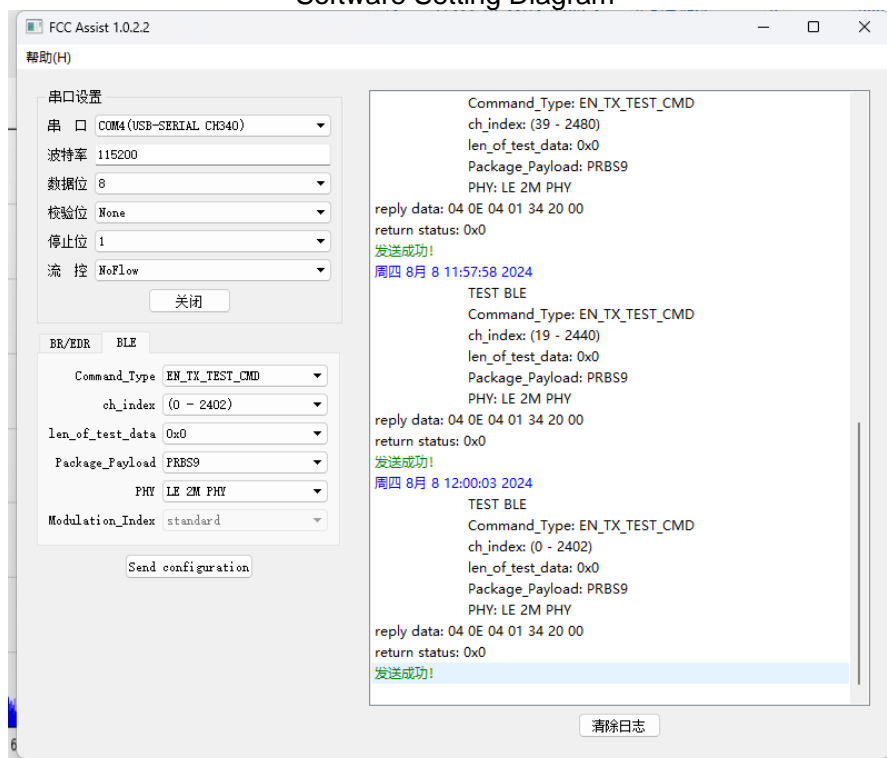 Software Setting Diagram
FCC Assist 1.0.2.2
帮助(H)
串口设置
串 口 COM4(USB-SERIAL CH340)
波特率 115200
数据位 8
校验位 None
停止位 1
流 控 NoFlow
关闭
BR/EDR BLE
Command_Type EN_TX_TEST_CMD
ch_index (0 - 2402)
len_of_test_data 0x0
Package_Payload PRBS9
PHY LE 2M PHY
Modulation_Index standard
Send configuration
Command_Type: EN_TX_TEST_CMD
ch_index: (39 - 2480)
len_of_test_data: 0x0
Package_Payload: PRBS9
PHY: LE 2M PHY
reply data: 04 0E 04 01 34 20 00
return status: 0x0
发送成功!
周四 8月 8 11:57:58 2024
TEST BLE
Command_Type: EN_TX_TEST_CMD
ch_index: (19 - 2440)
len_of_test_data: 0x0
Package_Payload: PRBS9
PHY: LE 2M PHY
reply data: 04 0E 04 01 34 20 00
return status: 0x0
发送成功!
周四 8月 8 12:00:03 2024
TEST BLE
Command_Type: EN_TX_TEST_CMD
ch_index: (0 - 2402)
len_of_test_data: 0x0
Package_Payload: PRBS9
PHY: LE 2M PHY
reply data: 04 0E 04 01 34 20 00
return status: 0x0
发送成功!
清除日志
6